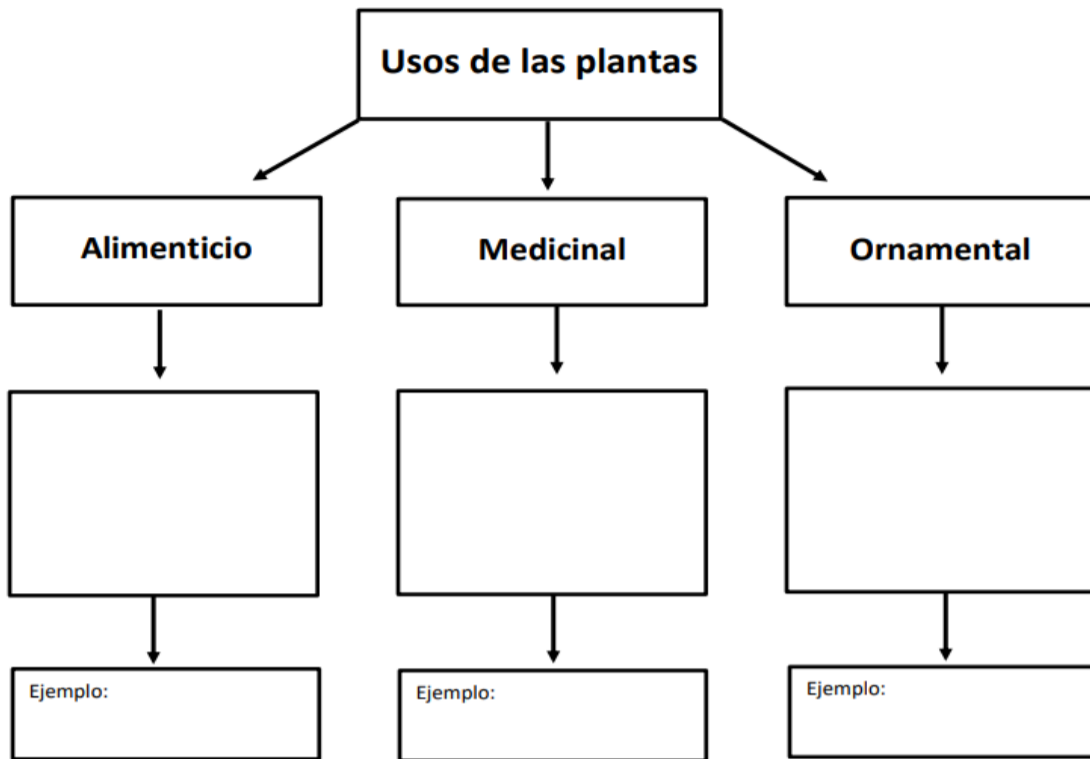 Usos de las plantas
Alimenticio
Medicinal
Ornamental
Ejemplo:
Ejemplo:
Ejemplo: